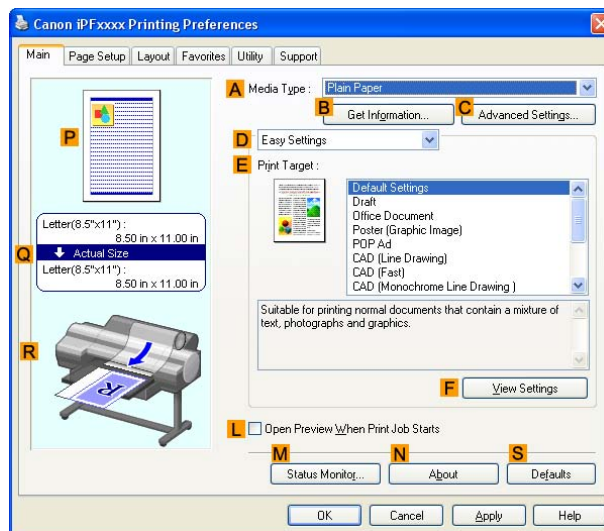 Canon iPFxxxx Printing Preferences
Main Page Setup Layout Favorites Utility Support
A Media Type : Plain Paper
B Get Information... C Advanced Settings...
D Easy Settings
E Print Target :
Default Settings
Draft
Office Document
Poster (Graphic Image)
POP Ad
CAD (Line Drawing)
CAD (Fast)
CAD (Monochrome Line Drawing )
P
Letter(8.5"x11") :
8.50 in x 11.00 in
Q Actual Size
Letter(8.5"x11") :
8.50 in x 11.00 in
R
R
Suitable for printing normal documents that contain a mixture of
text, photographs and graphics.
F View Settings
L Open Preview When Print Job Starts
M Status Monitor... N About S Defaults
OK Cancel Apply Help